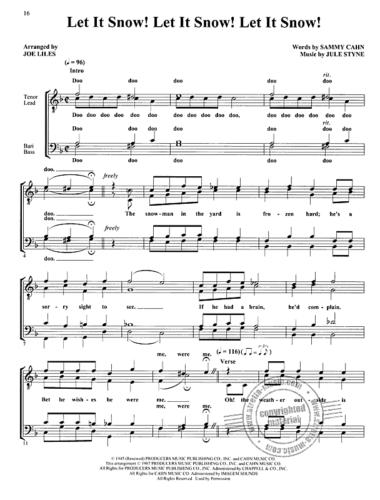 16
Let It Snow! Let It Snow! Let It Snow!
Arranged by
JOE LILES
Words by SAMMY CAHN
Music by JULE STYNE
(♩ = 96)
Intro
rit.
Doo doo doo doo doo
Tenor
Lead
Doo doo doo doo doo doo doo doo doo doo doo doo
Doo doo doo doo doo
rit.
Bari
Bass
doo. freely
doo. The snow-man in the yard is fro-zen hard; he's a
doo. freely
4
sor-ry sight to see. If he had a brain, he'd com-plain.
8
me, were me. (♩ = 116)
Verse
Bet he wish-es he were me. Oh! the weath-er out-side is
me, were me.
11
© 1945 (Renewed) PRODUCERS MUSIC PUBLISHING CO., INC. and CAHN MUSIC CO.
This arrangement © 1987 PRODUCERS MUSIC PUBLISHING CO., INC. and CAHN MUSIC CO.
All Rights for PRODUCERS MUSIC PUBLISHING CO., INC. Administered by CHAPPELL & CO., INC.
All Rights for CAHN MUSIC CO. Administered by IMAGEM SOUNDS
All Rights Reserved Used by Permission
copyrighted
material